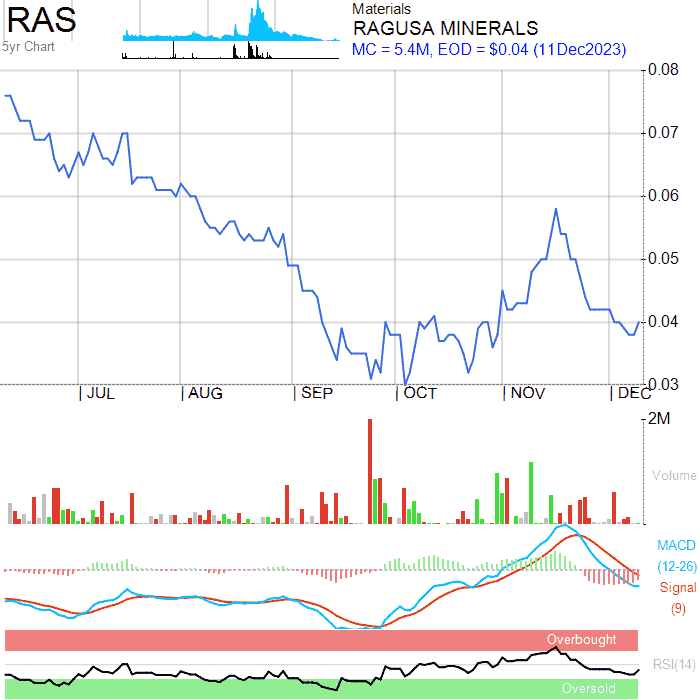 RAS
5yr Chart
Materials
RAGUSA MINERALS
MC = 5.4M, EOD = $0.04 (11Dec2023)
0.08
0.07
0.06
0.05
0.04
0.03
JUL AUG SEP OCT NOV DEC
2M
Volume
MACD
(12-26)
Signal
(9)
Overbought
RSI(14)
Oversold